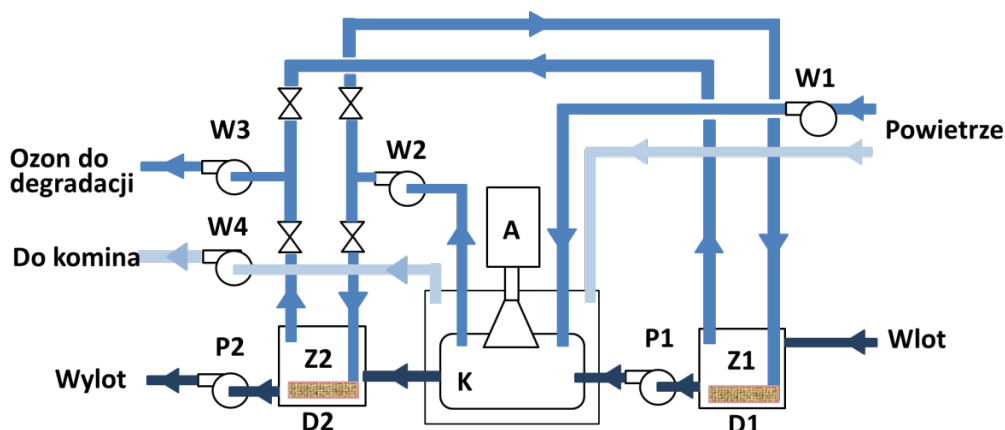 W1
Powietrze
W3
Ozon do
degradacji
W2
A
W4
Do komina
P2
Z2
Wylot
K
P1
Z1
Wlot
D2
D1